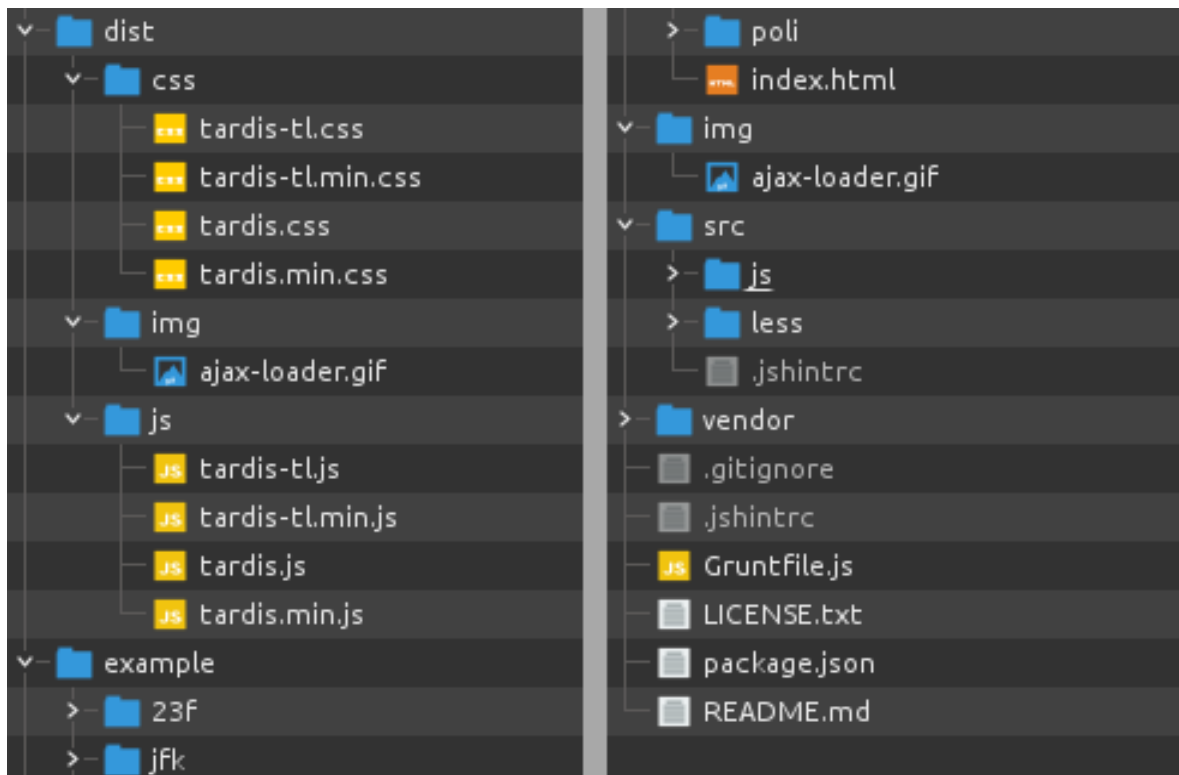 dist
css
tardis-tl.css
tardis-tl.min.css
tardis.css
tardis.min.css
img
ajax-loader.gif
js
tardis-tl.js
tardis-tl.min.js
tardis.js
tardis.min.js
example
23f
jfk
poli
index.html
img
ajax-loader.gif
src
js
less
.jshintrc
vendor
.gitignore
.jshintrc
Gruntfile.js
LICENSE.txt
package.json
README.md